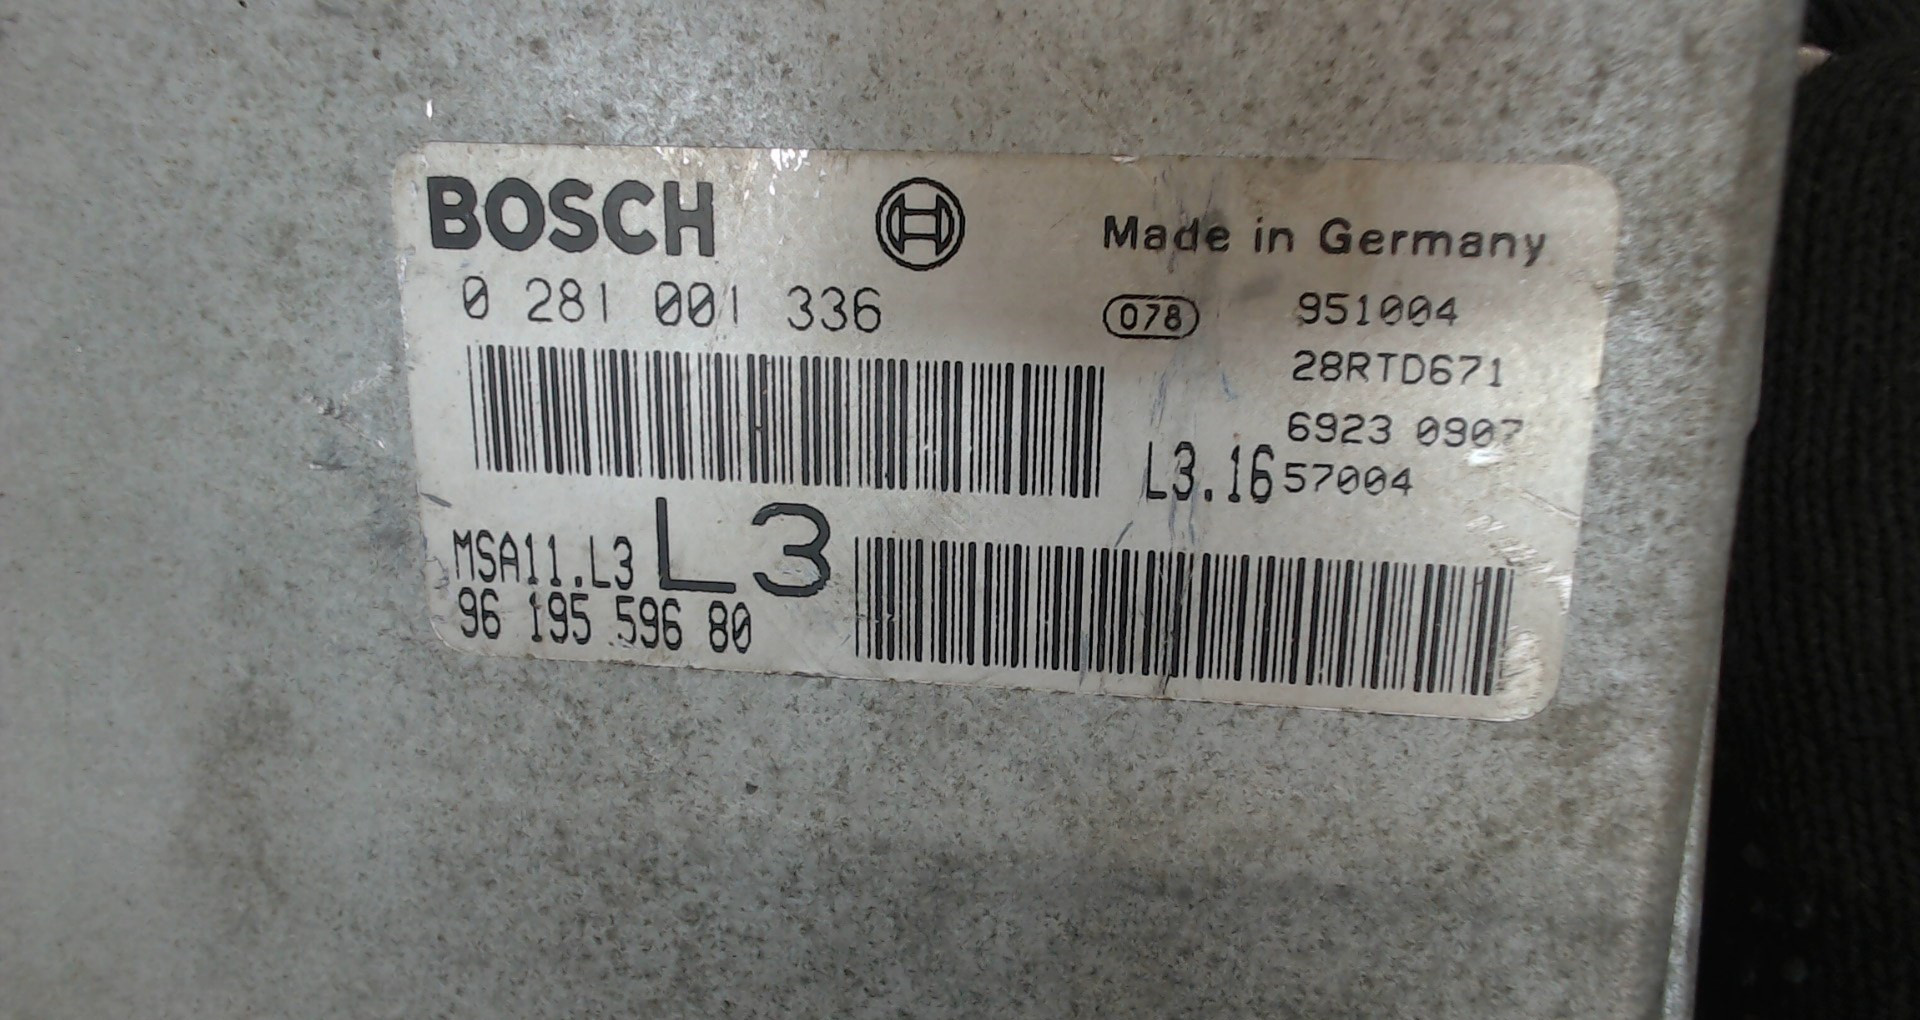 BOSCH
Made in Germany
0 281 001 336
078
951004
28RTD671
6923 0907
L3.16
57004
MSA11.L3
L3
96 195 596 80